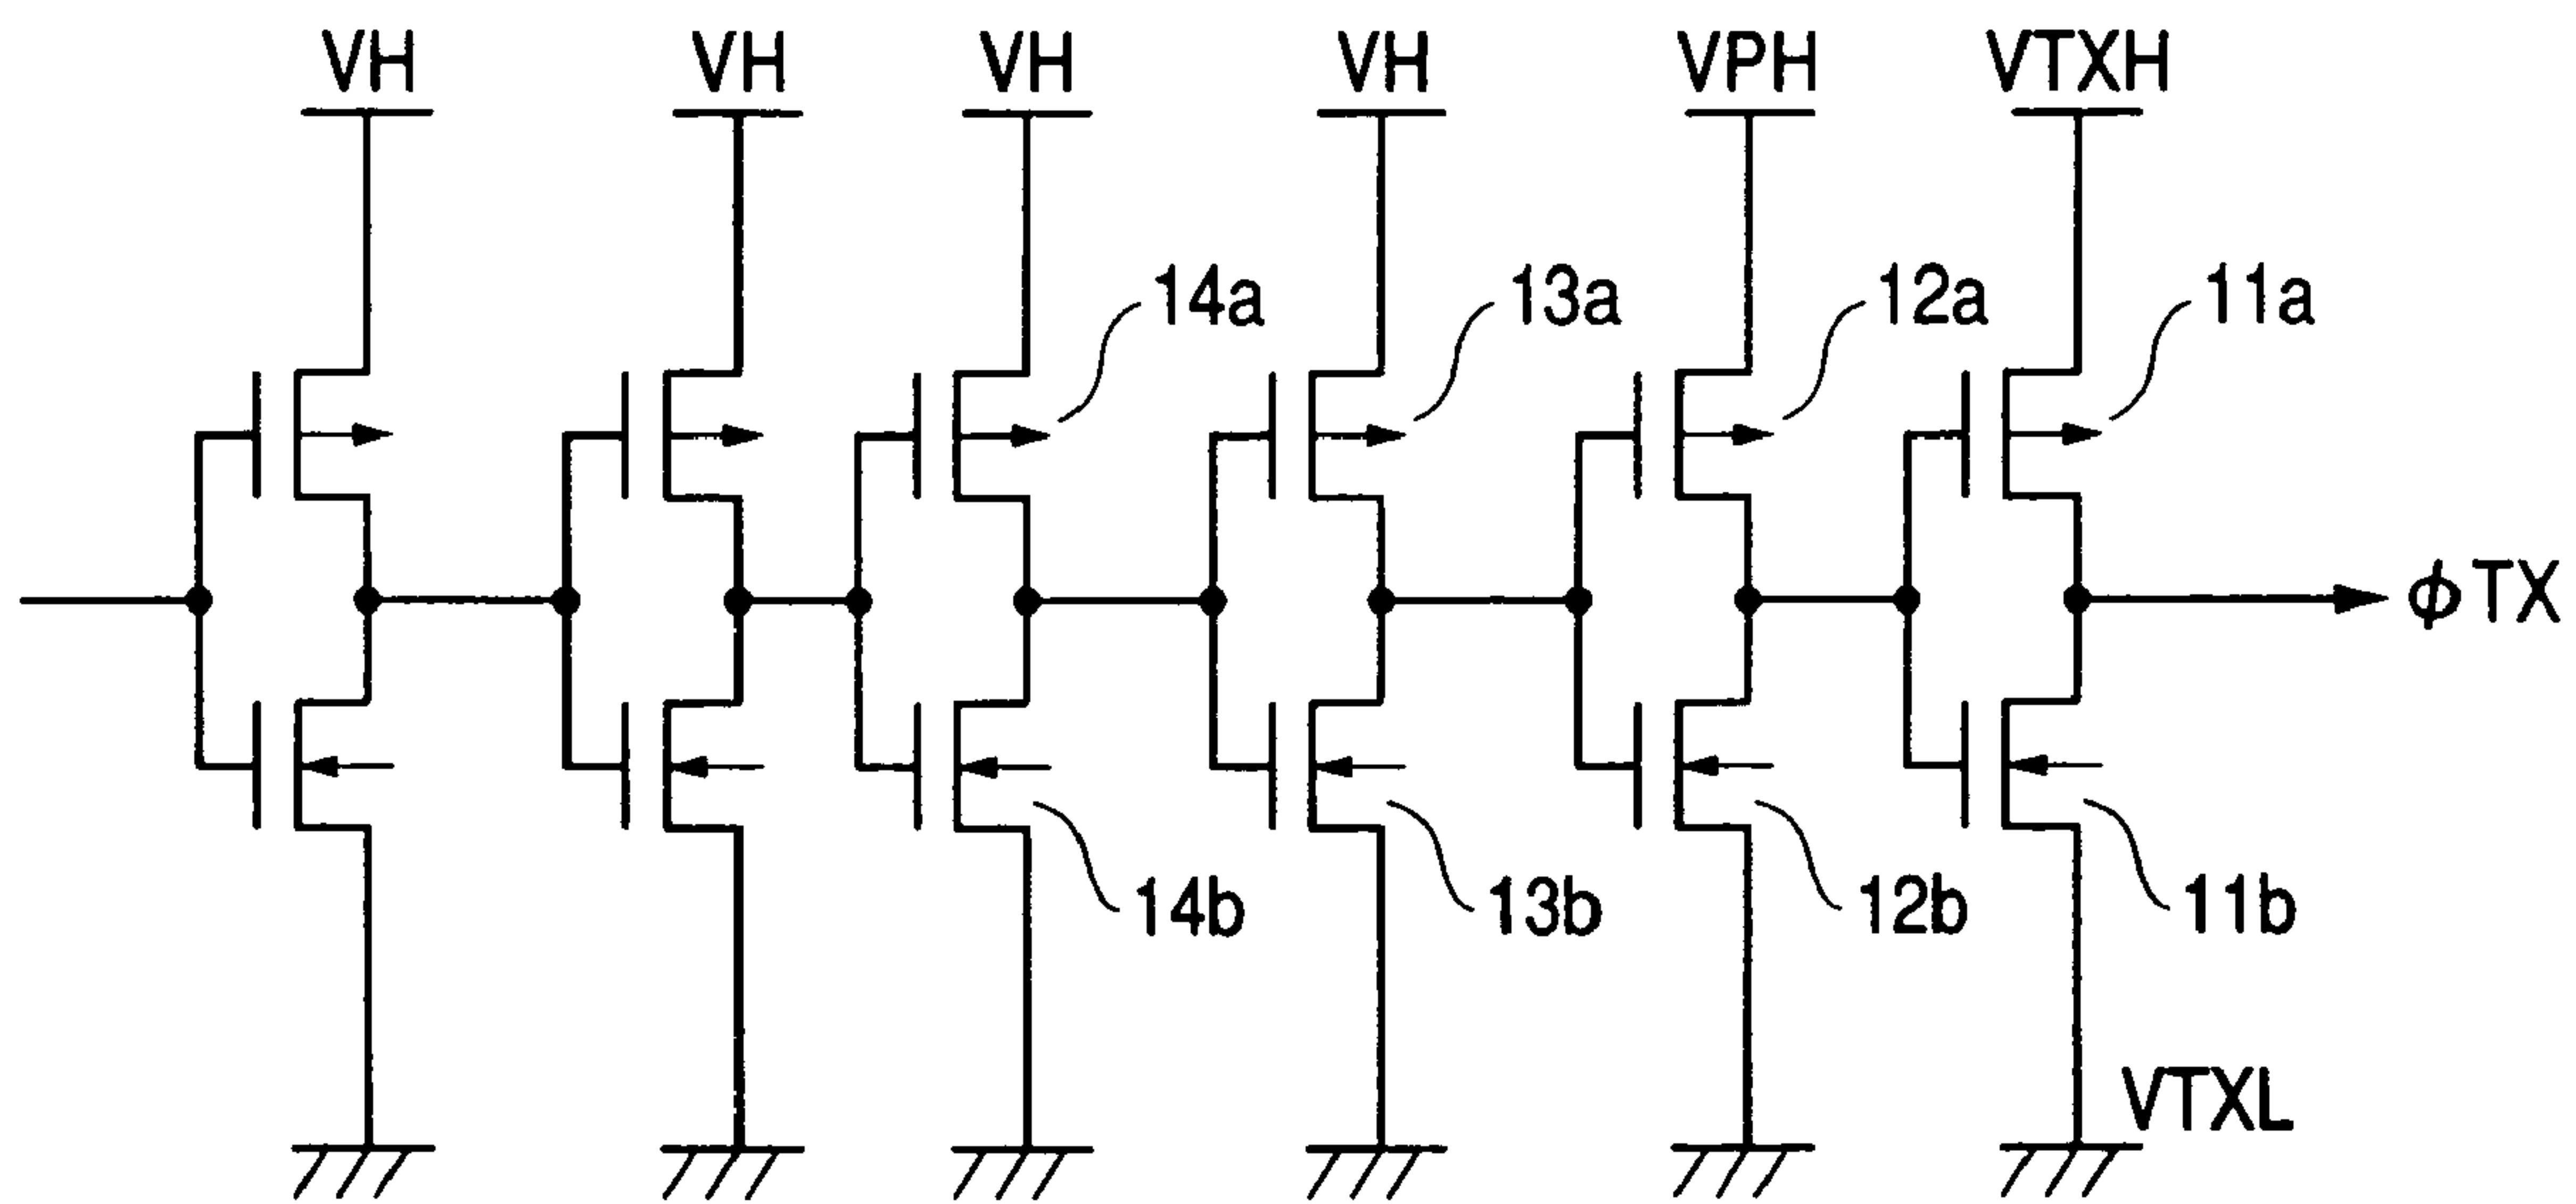 VH VH VH VH VPH VTXH
14a 13a 12a 11a
ϕTX
14b 13b 12b 11b
VTXL